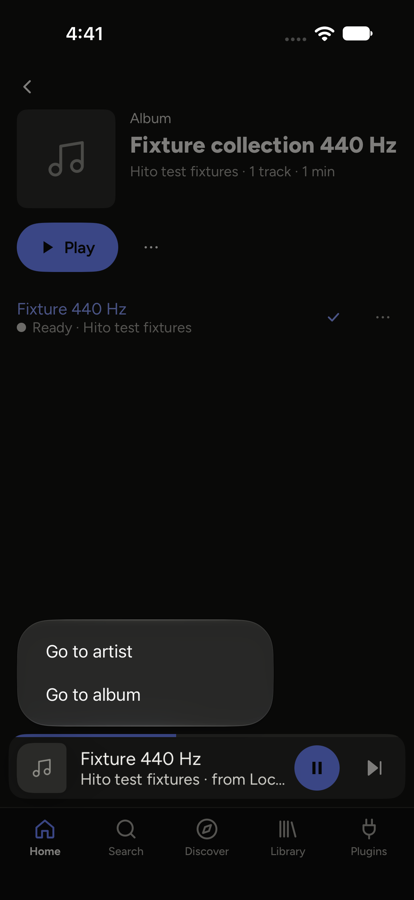 4:41
Album
Fixture collection 440 Hz
Hito test fixtures · 1 track · 1 min
Play
Fixture 440 Hz
Ready · Hito test fixtures
Go to artist
Go to album
Fixture 440 Hz
Hito test fixtures · from Loc...
Home
Search
Discover
Library
Plugins